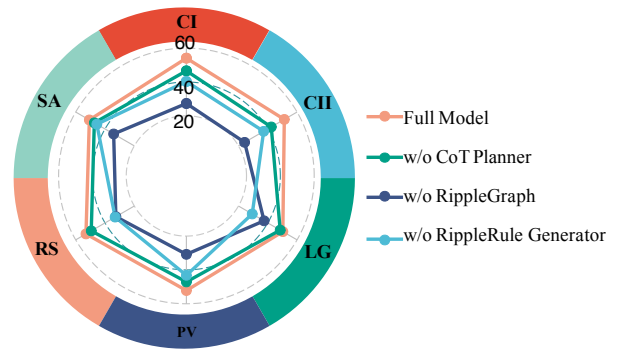 CI
60
40
20
SA
CII
RS
LG
PV
Full Model
w/o CoT Planner
w/o RippleGraph
w/o RippleRule Generator